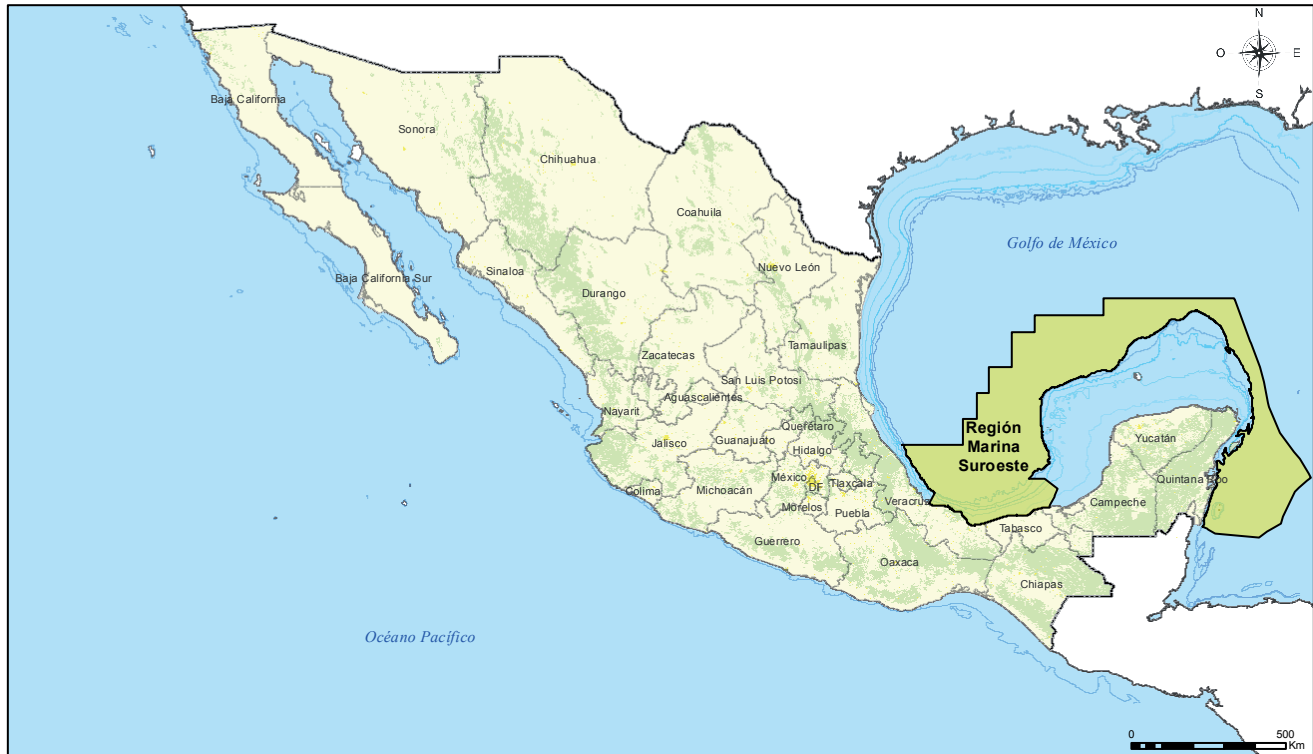 N
O
E
S
Baja California
Sonora
Chihuahua
Coahuila
Golfo de México
Nuevo León
Sinaloa
Baja California Sur
Durango
Tamaulipas
Zacatecas
San Luis Potosi
Aguascalientes
Nayarit
Querétaro
Región
Marina
Suroeste
Yucatán
Jalisco
Guanajuato
Hidalgo
México
DF
Tlaxcala
Quintana Roo
Colima
Michoacán
Veracruz
Campeche
Morelos
Puebla
Tabasco
Guerrero
Oaxaca
Chiapas
Océano Pacífico
0
500
Km